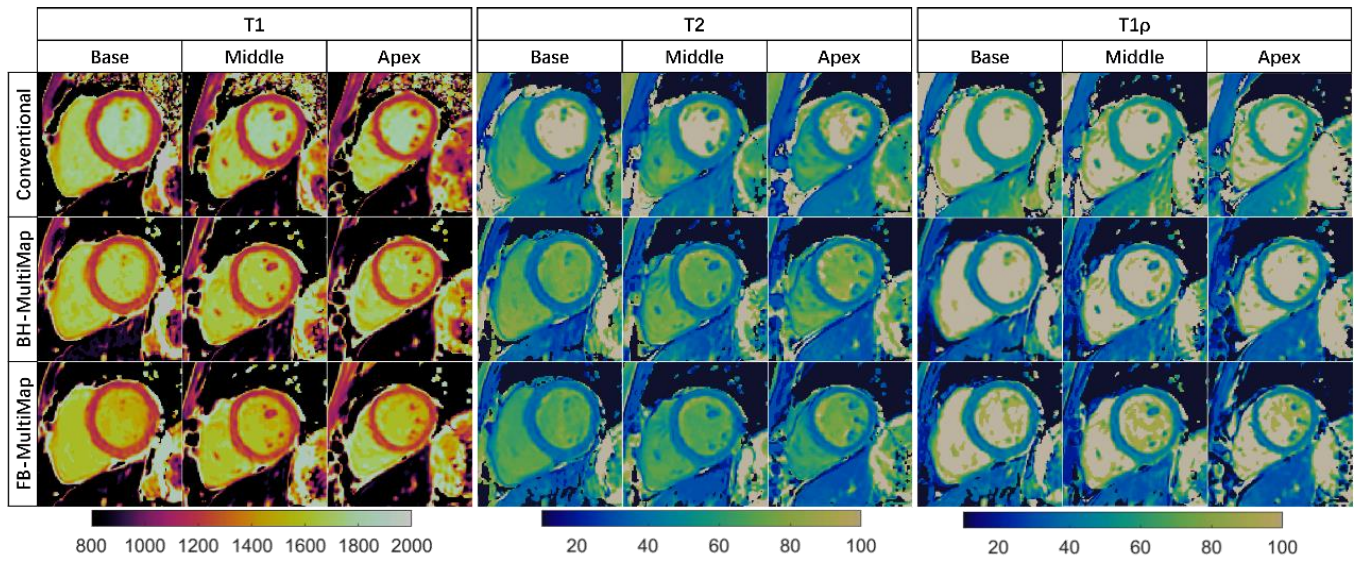 T1 T2 T1ρ
Base Middle Apex Base Middle Apex Base Middle Apex
Conventional
BH-MultiMap
FB-MultiMap
800 1000 1200 1400 1600 1800 2000 20 40 60 80 100 20 40 60 80 100